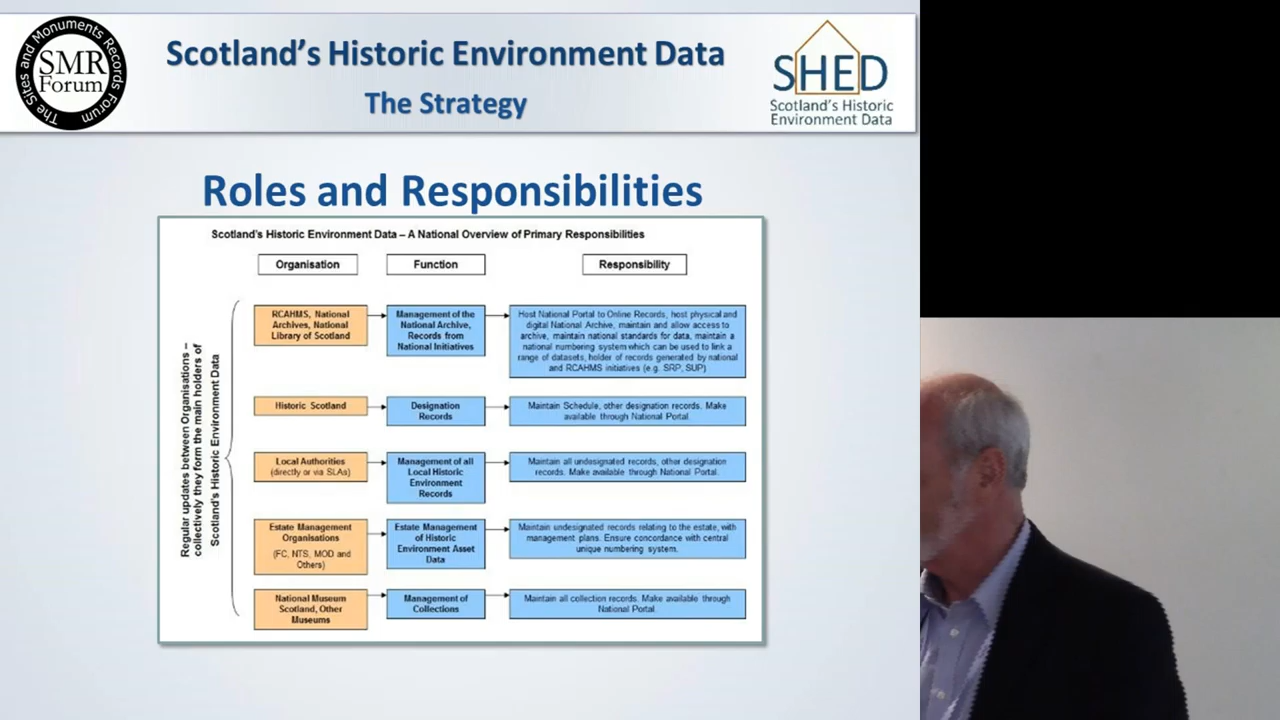 The Sites and Monuments Records Forum
SMR
Forum
Scotland's Historic Environment Data
The Strategy
SHED
Scotland's Historic
Environment Data
Roles and Responsibilities
Scotland's Historic Environment Data – A National Overview of Primary Responsibilities
Organisation
Function
Responsibility
Regular updates between Organisations –
collectively they form the main holders of
Scotland's Historic Environment Data
RCAHMS, National
Archives, National
Library of Scotland
Management of the
National Archive,
Records from
National Initiatives
Host National Portal to Online Records, host physical and
digital National Archive, maintain and allow access to
archive, maintain national standards for data, maintain a
national numbering system which can be used to link a
range of datasets, holder of records generated by national
and RCAHMS initiatives (e.g. SRP, SUP)
Historic Scotland
Designation
Records
Maintain Schedule, other designation records. Make
available through National Portal.
Local Authorities
(directly or via SLAs)
Management of all
Local Historic
Environment
Records
Maintain all undesignated records, other designation
records. Make available through National Portal.
Estate Management
Organisations
(FC, NTS, MOD and
Others)
Estate Management
of Historic
Environment Asset
Data
Maintain undesignated records relating to the estate, with
management plans. Ensure concordance with central
unique numbering system.
National Museum
Scotland, Other
Museums
Management of
Collections
Maintain all collection records. Make available through
National Portal.